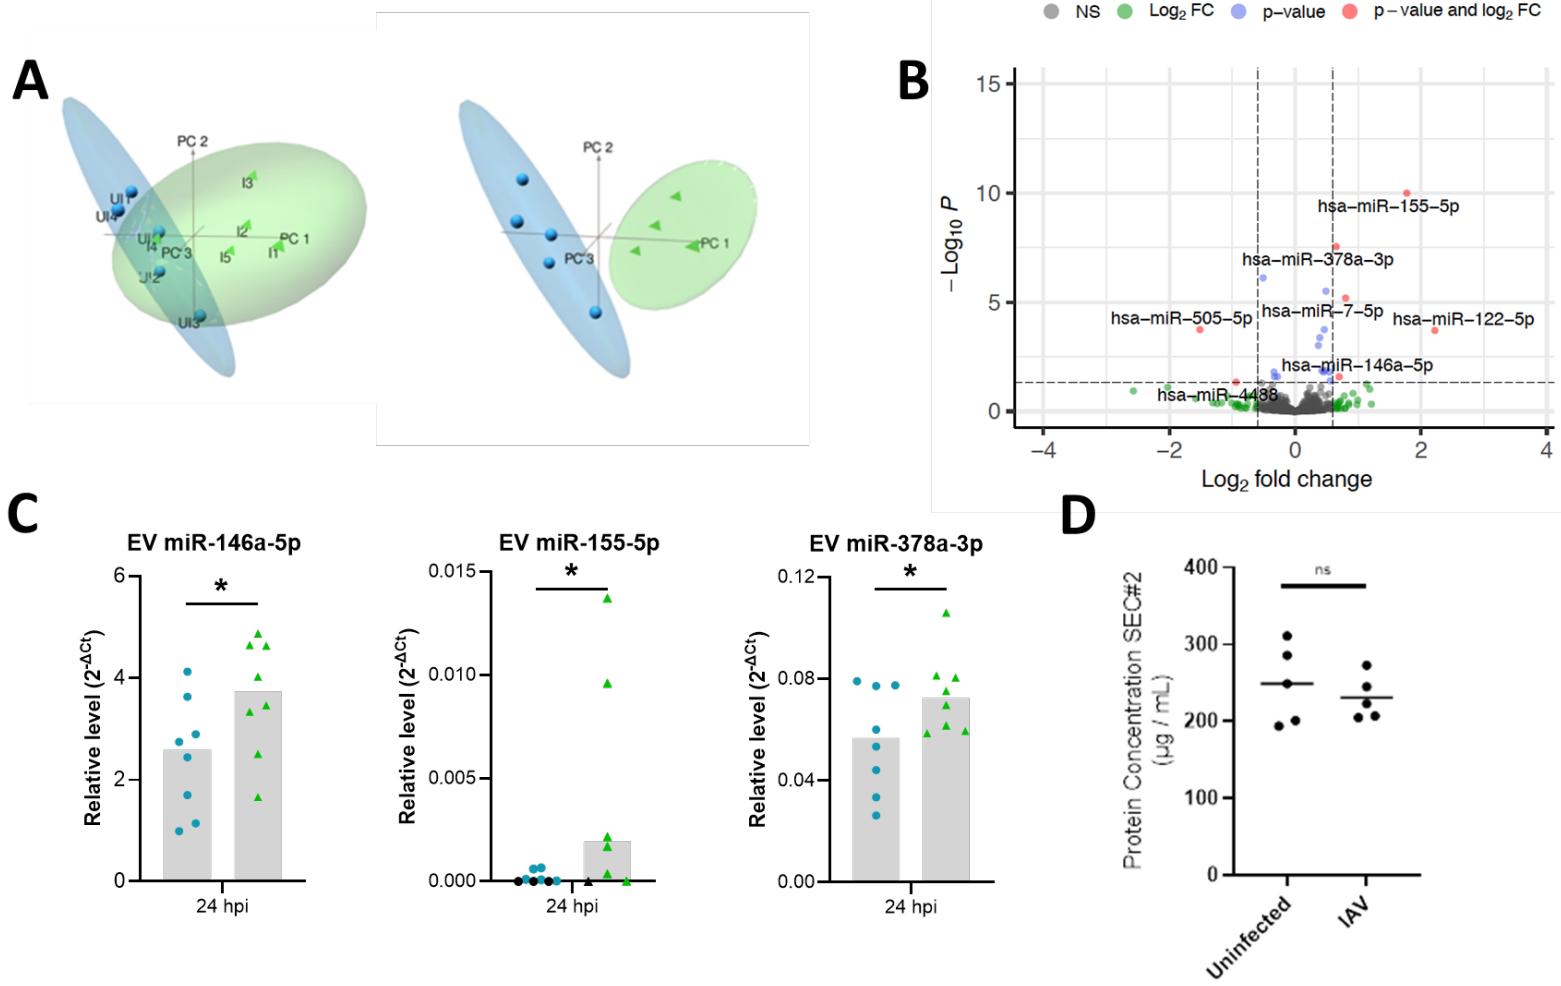 A
PC 2
I3
UI1
UI4
I2
PC 1
I4
PC 3
I5
I1
UI2
UI3
PC 2
PC 1
PC 3
B
NS Log₂ FC p−value p − value and log₂ FC
− Log₁₀ P
15
10
5
0
hsa−miR−155−5p
hsa−miR−378a−3p
hsa−miR−7−5p
hsa−miR−505−5p
hsa−miR−122−5p
hsa−miR−146a−5p
hsa−miR−4488
−4 −2 0 2 4
Log₂ fold change
C
EV miR-146a-5p
*
Relative level (2^-ΔCt)
6
4
2
0
24 hpi
EV miR-155-5p
*
Relative level (2^-ΔCt)
0.015
0.010
0.005
0.000
24 hpi
EV miR-378a-3p
*
Relative level (2^-ΔCt)
0.12
0.08
0.04
0.00
24 hpi
D
ns
Protein Concentration SEC#2
(µg / mL)
400
300
200
100
0
Uninfected
IAV